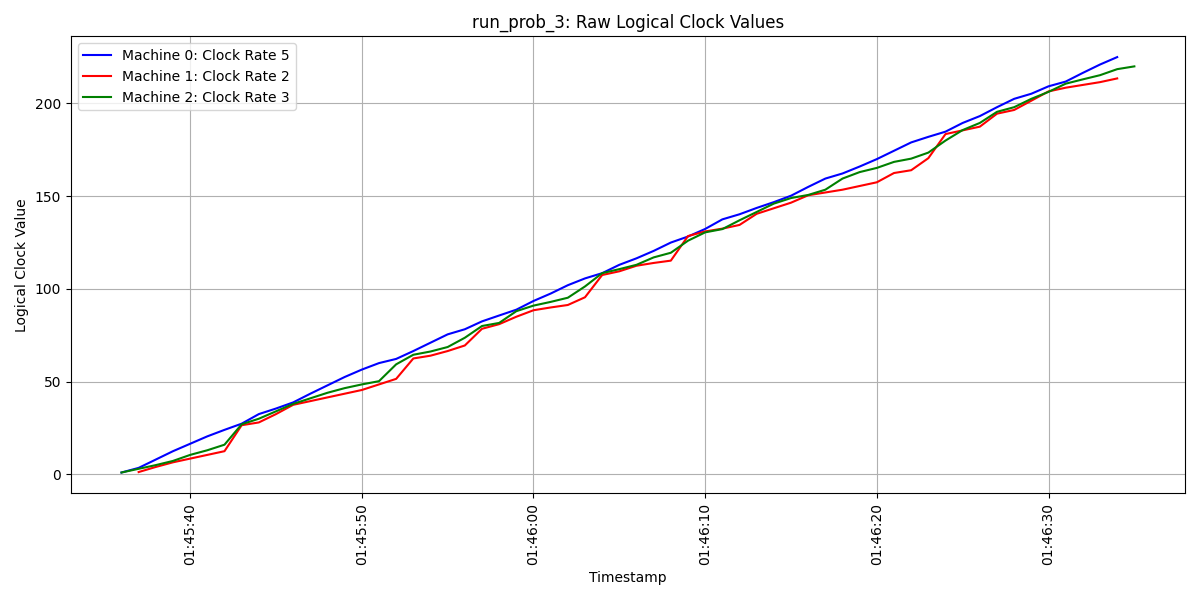 run_prob_3: Raw Logical Clock Values
Machine 0: Clock Rate 5
Machine 1: Clock Rate 2
Machine 2: Clock Rate 3
Logical Clock Value
200
150
100
50
0
01:45:40
01:45:50
01:46:00
01:46:10
01:46:20
01:46:30
Timestamp